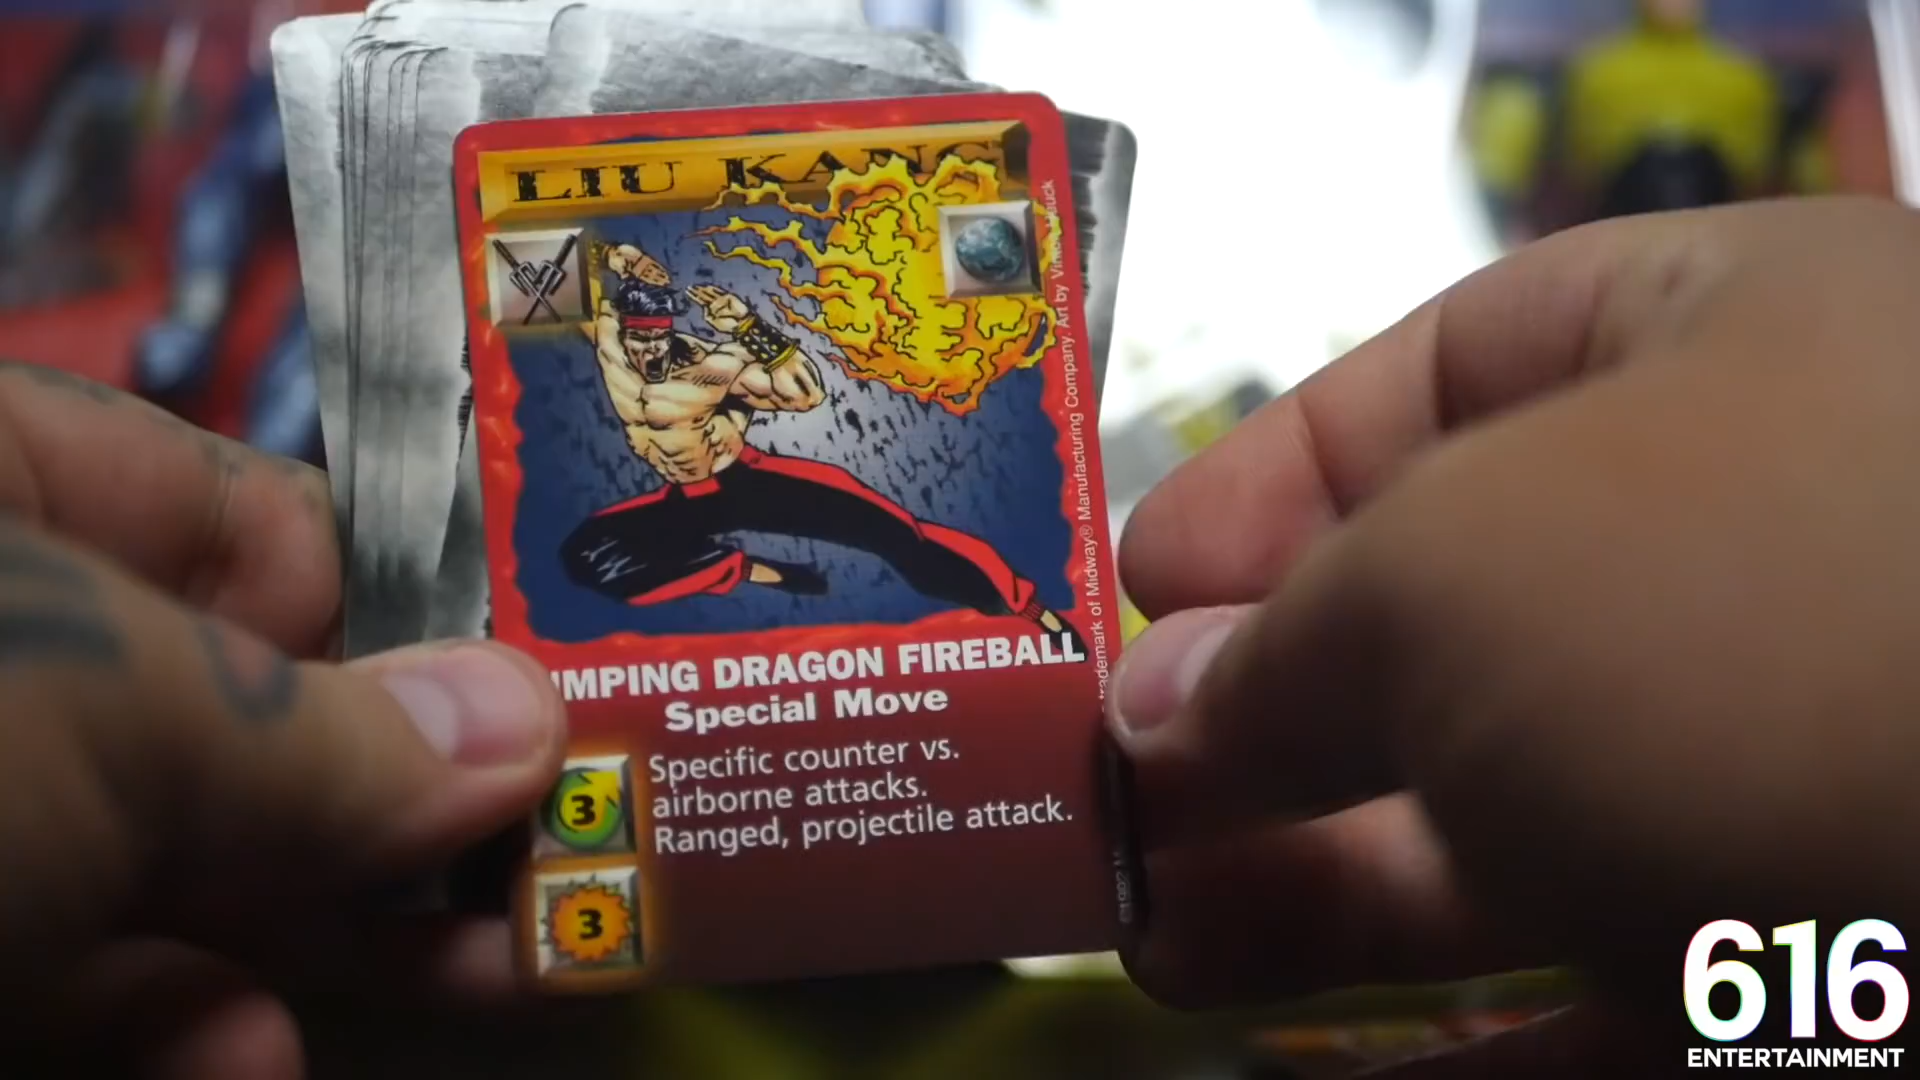 LIU KANG
IMPING DRAGON FIREBALL
Special Move
3
Specific counter vs.
airborne attacks.
Ranged, projectile attack.
3
trademark of Midway® Manufacturing Company. Art by
616
ENTERTAINMENT